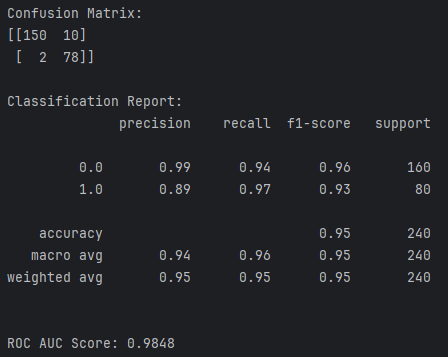 Confusion Matrix:
[[150  10]
 [  2  78]]
Classification Report:
              precision    recall  f1-score   support
         0.0       0.99      0.94      0.96       160
         1.0       0.89      0.97      0.93        80
    accuracy                           0.95       240
   macro avg       0.94      0.96      0.95       240
weighted avg       0.95      0.95      0.95       240
ROC AUC Score: 0.9848